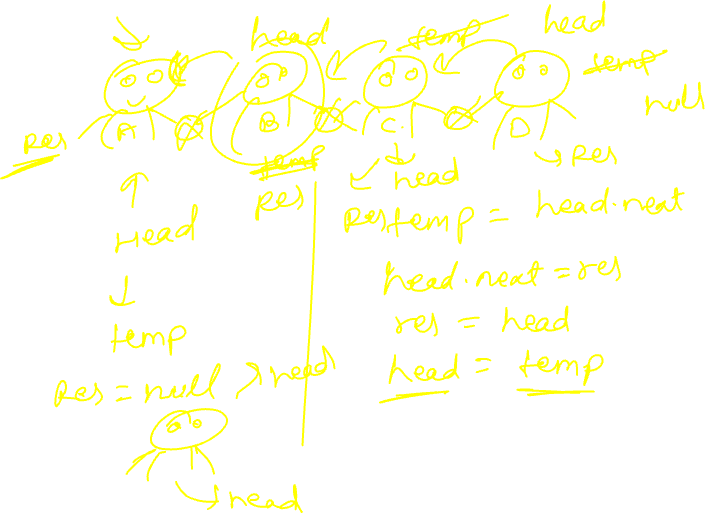 head temp head
temp
null
A B C D
Res
temp
Res
head
Res
Head
Res
temp = head.next
head.next = res
res = head
head = temp
temp
Res = null
head
head